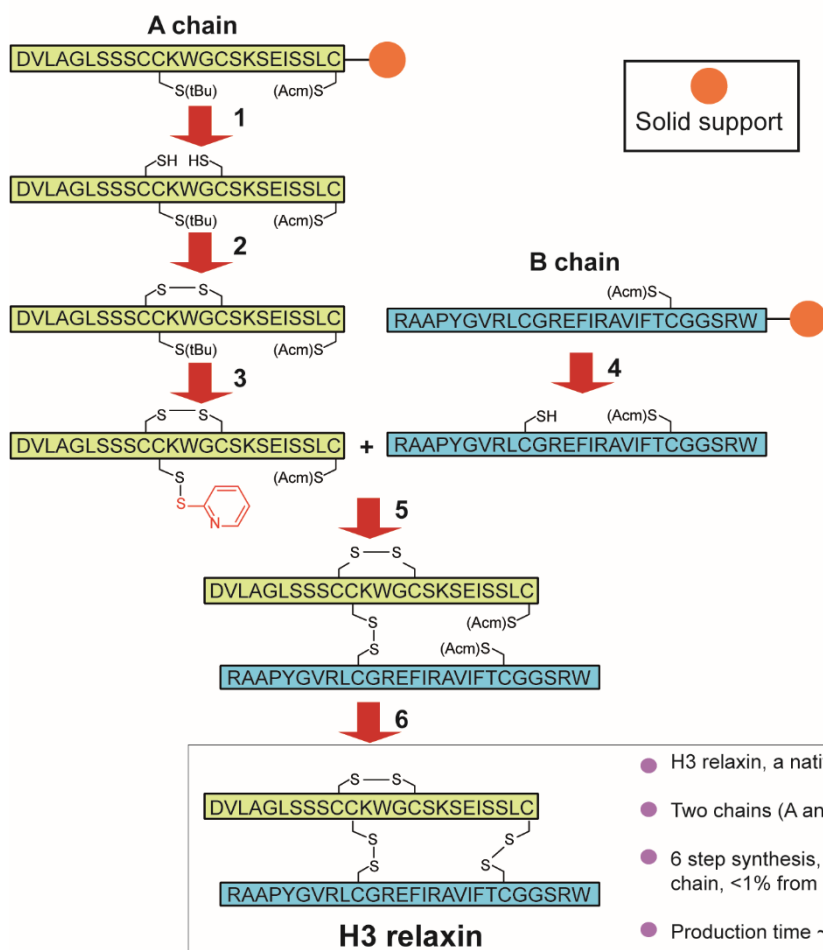 A chain
DVLAGLSSSCCKWGCSKSEISSLC
S(tBu)
(Acm)S
Solid support
1
SH
HS
DVLAGLSSSCCKWGCSKSEISSLC
S(tBu)
(Acm)S
2
B chain
S
S
(Acm)S
DVLAGLSSSCCKWGCSKSEISSLC
RAAPYGVRLCGREFIRAVIFTCGGSRW
S(tBu)
(Acm)S
3
4
S
S
SH
(Acm)S
DVLAGLSSSCCKWGCSKSEISSLC
+
RAAPYGVRLCGREFIRAVIFTCGGSRW
S
(Acm)S
S
N
5
S
S
DVLAGLSSSCCKWGCSKSEISSLC
S
(Acm)S
S
(Acm)S
RAAPYGVRLCGREFIRAVIFTCGGSRW
6
S
S
DVLAGLSSSCCKWGCSKSEISSLC
S
S
S
S
RAAPYGVRLCGREFIRAVIFTCGGSRW
H3 relaxin
H3 relaxin, a nati
Two chains (A an
6 step synthesis,
chain, <1% from
Production time ~